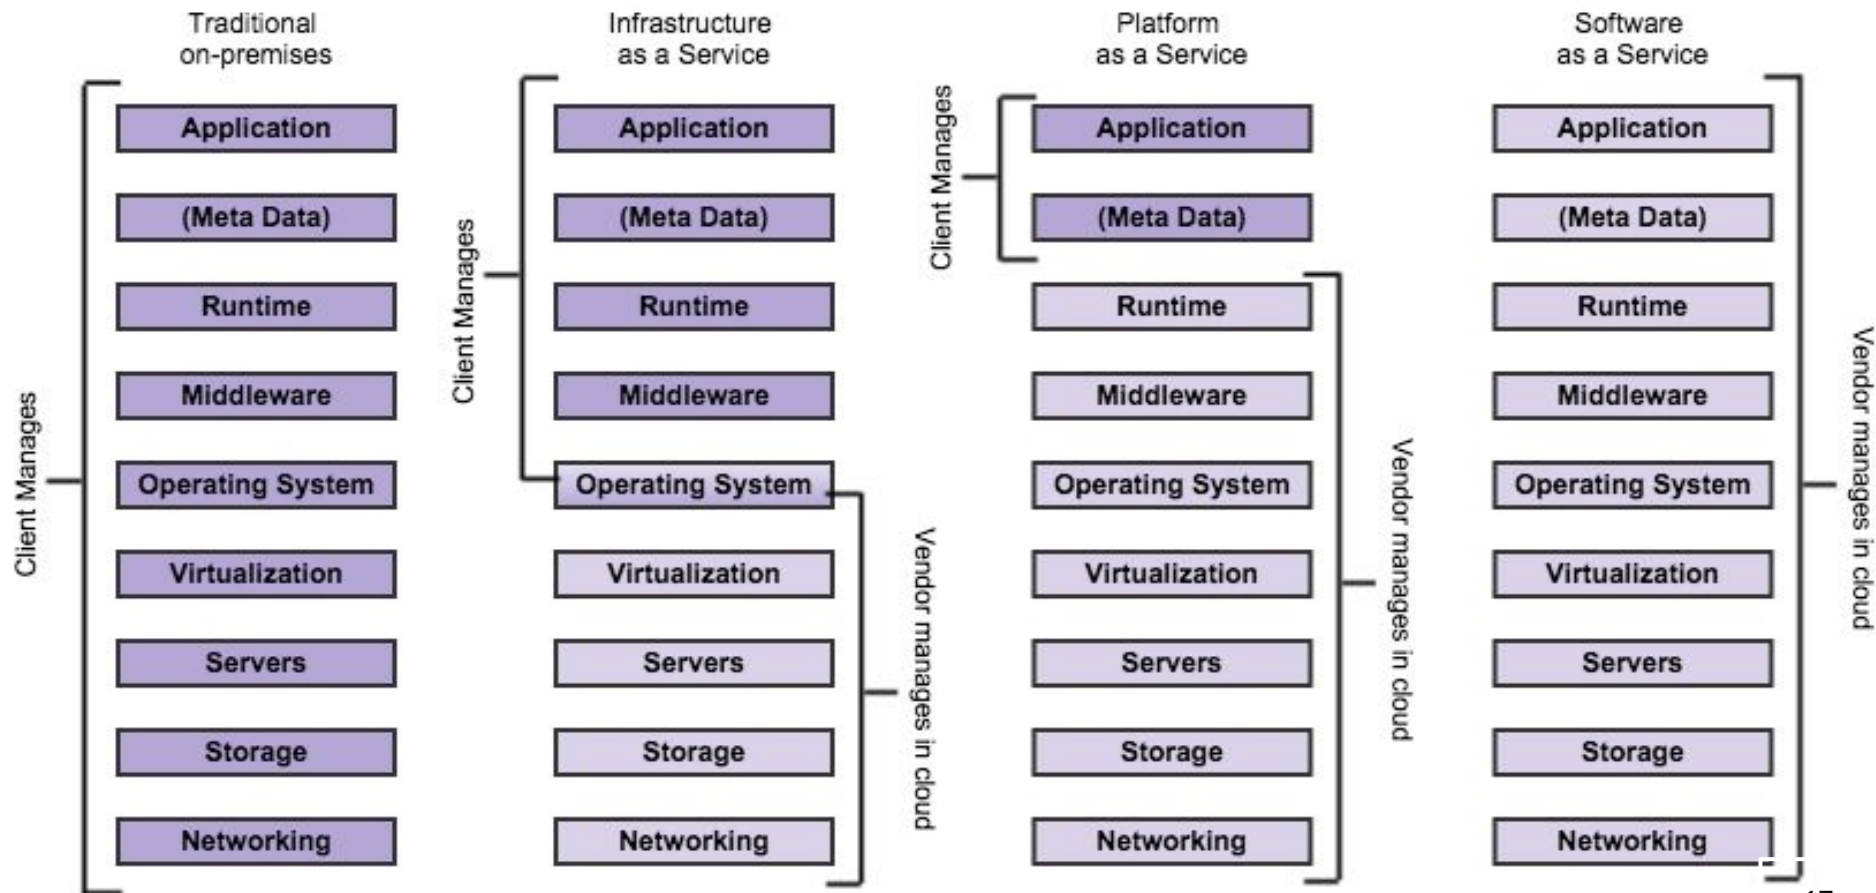 Traditional
on-premises
Client Manages
Application
(Meta Data)
Runtime
Middleware
Operating System
Virtualization
Servers
Storage
Networking
Infrastructure
as a Service
Client Manages
Application
(Meta Data)
Runtime
Middleware
Operating System
Virtualization
Servers
Storage
Networking
Vendor manages in cloud
Platform
as a Service
Client Manages
Application
(Meta Data)
Runtime
Middleware
Operating System
Virtualization
Servers
Storage
Networking
Vendor manages in cloud
Software
as a Service
Application
(Meta Data)
Runtime
Middleware
Operating System
Virtualization
Servers
Storage
Networking
Vendor manages in cloud